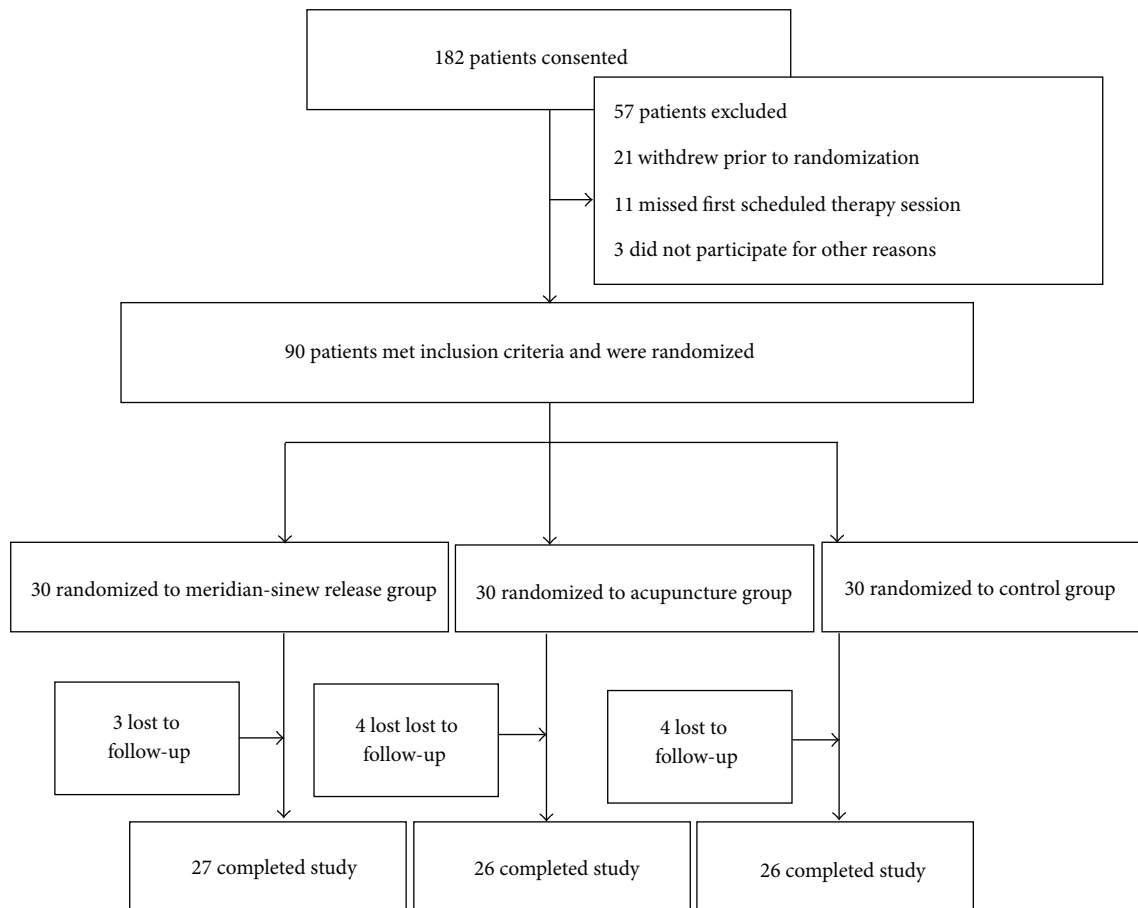 182 patients consented
57 patients excluded
21 withdrew prior to randomization
11 missed first scheduled therapy session
3 did not participate for other reasons
90 patients met inclusion criteria and were randomized
30 randomized to meridian-sinew release group
30 randomized to acupuncture group
30 randomized to control group
3 lost to
follow-up
4 lost lost to
follow-up
4 lost to
follow-up
27 completed study
26 completed study
26 completed study